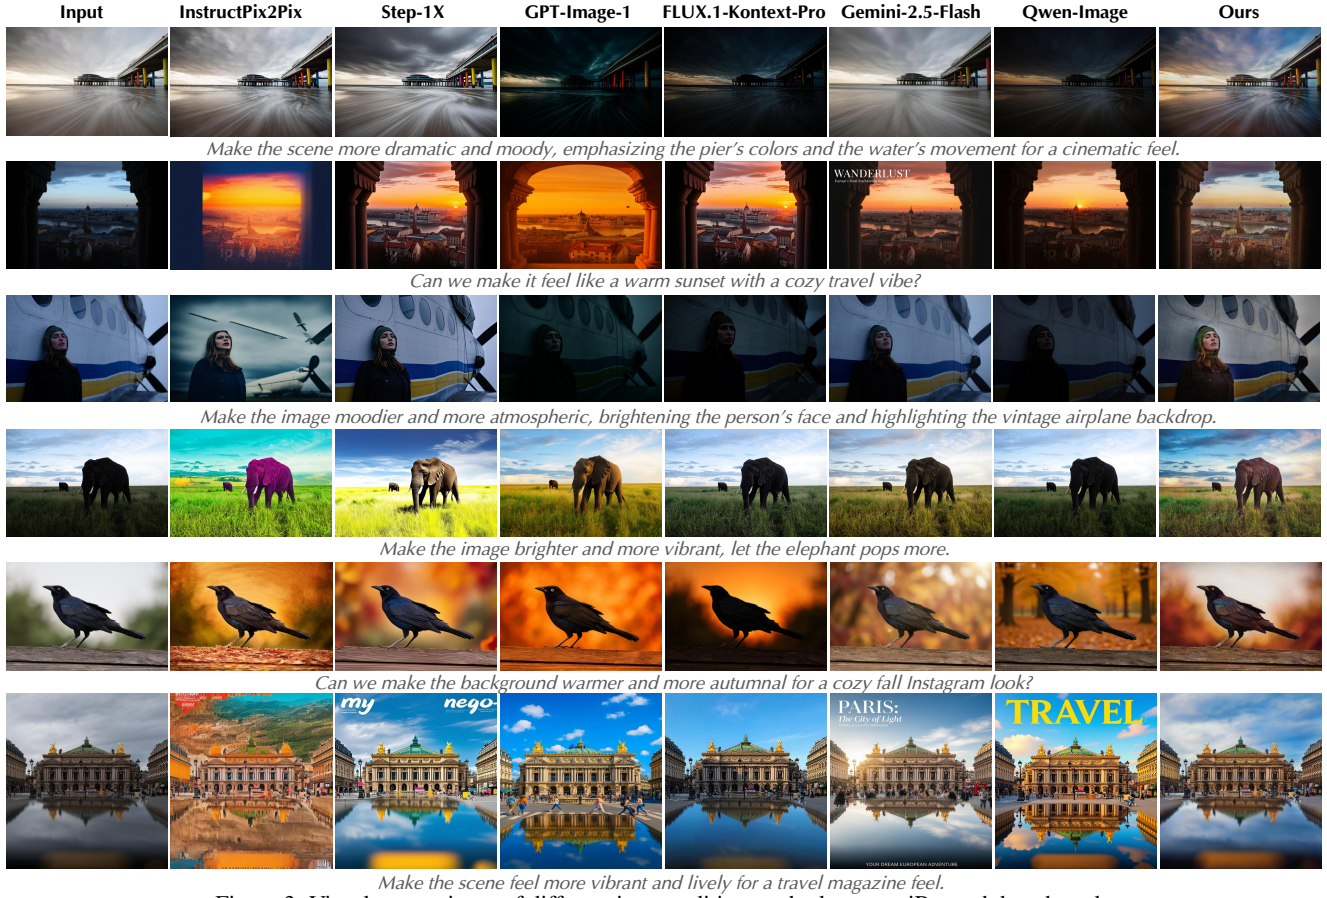 Input InstructPix2Pix Step-1X GPT-Image-1 FLUX.1-Kontext-Pro Gemini-2.5-Flash Qwen-Image Ours
Make the scene more dramatic and moody, emphasizing the pier's colors and the water's movement for a cinematic feel.
WANDERLUST
Can we make it feel like a warm sunset with a cozy travel vibe?
Make the image moodier and more atmospheric, brightening the person's face and highlighting the vintage airplane backdrop.
Make the image brighter and more vibrant, let the elephant pops more.
Can we make the background warmer and more autumnal for a cozy fall Instagram look?
my nego-
PARIS:
The City of Light
TRAVEL
YOUR DREAM EUROPEAN ADVENTURE
Make the scene feel more vibrant and lively for a travel magazine feel.